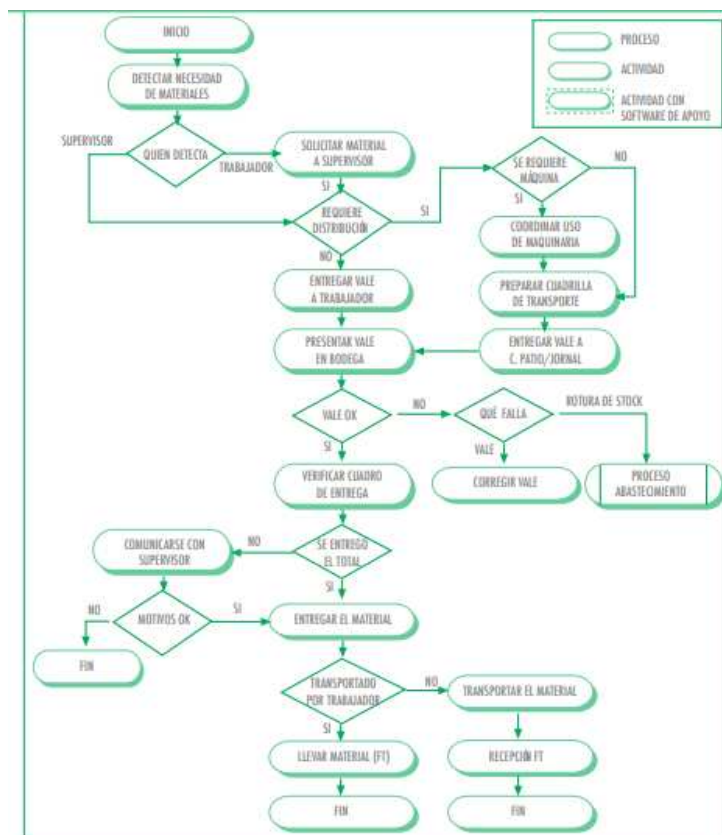 INICIO
PROCESO
DETECTAR NECESIDAD
DE MATERIALES
ACTIVIDAD
ACTIVIDAD CON
SOFTWARE DE APOYO
SUPERVISOR
QUIEN DETECTA
TRABAJADOR
SOLICITAR MATERIAL
A SUPERVISOR
SE REQUIERE
MÁQUINA
NO
SI
SI
REQUIERE
DISTRIBUCIÓN
SI
COORDINAR USO
DE MAQUINARIA
NO
ENTREGAR VALE
A TRABAJADOR
PREPARAR CUADRILLA
DE TRANSPORTE
PRESENTAR VALE
EN BODEGA
ENTREGAR VALE A
C. PATIO/JORNAL
VALE OK
NO
QUÉ FALLA
ROTURA DE STOCK
SI
VALE
VERIFICAR CUADRO
DE ENTREGA
CORREGIR VALE
PROCESO
ABASTECIMIENTO
COMUNICARSE CON
SUPERVISOR
NO
SE ENTREGO
EL TOTAL
SI
NO
MOTIVOS OK
SI
ENTREGAR EL MATERIAL
FIN
TRANSPORTADO
POR TRABAJADOR
NO
TRANSPORTAR EL MATERIAL
SI
LLEVAR MATERIAL (FT)
RECEPCIÓN FT
FIN
FIN